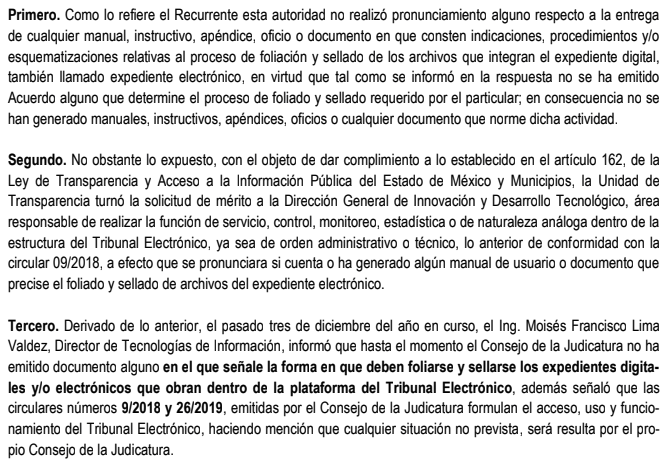 Primero. Como lo refiere el Recurrente esta autoridad no realizó pronunciamiento alguno respecto a la entrega
de cualquier manual, instructivo, apéndice, oficio o documento en que consten indicaciones, procedimientos y/o
esquematizaciones relativas al proceso de foliación y sellado de los archivos que integran el expediente digital,
también llamado expediente electrónico, en virtud que tal como se informó en la respuesta no se ha emitido
Acuerdo alguno que determine el proceso de foliado y sellado requerido por el particular; en consecuencia no se
han generado manuales, instructivos, apéndices, oficios o cualquier documento que norme dicha actividad.
Segundo. No obstante lo expuesto, con el objeto de dar complimiento a lo establecido en el artículo 162, de la
Ley de Transparencia y Acceso a la Información Pública del Estado de México y Municipios, la Unidad de
Transparencia turnó la solicitud de mérito a la Dirección General de Innovación y Desarrollo Tecnológico, área
responsable de realizar la función de servicio, control, monitoreo, estadística o de naturaleza análoga dentro de la
estructura del Tribunal Electrónico, ya sea de orden administrativo o técnico, lo anterior de conformidad con la
circular 09/2018, a efecto que se pronunciara si cuenta o ha generado algún manual de usuario o documento que
precise el foliado y sellado de archivos del expediente electrónico.
Tercero. Derivado de lo anterior, el pasado tres de diciembre del año en curso, el Ing. Moisés Francisco Lima
Valdez, Director de Tecnologías de Información, informó que hasta el momento el Consejo de la Judicatura no ha
emitido documento alguno en el que señale la forma en que deben foliarse y sellarse los expedientes digita-
les y/o electrónicos que obran dentro de la plataforma del Tribunal Electrónico, además señaló que las
circulares números 9/2018 y 26/2019, emitidas por el Consejo de la Judicatura formulan el acceso, uso y funcio-
namiento del Tribunal Electrónico, haciendo mención que cualquier situación no prevista, será resulta por el pro-
pio Consejo de la Judicatura.